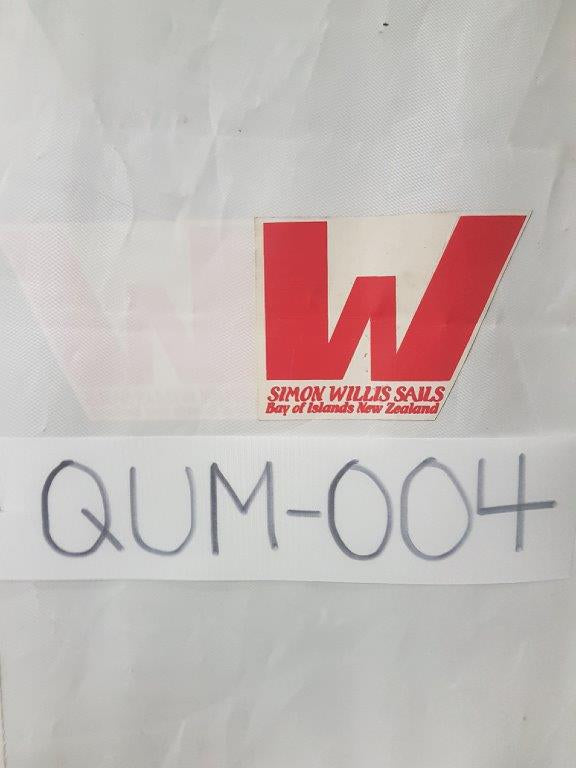 W
SIMON WILLIS SAILS
Bay of Islands New Zealand
QUM-004